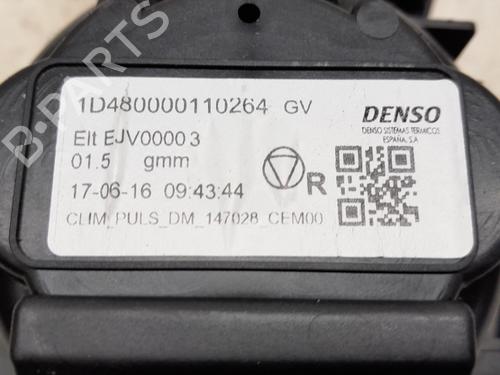 1D480000110264 GV
DENSO
DENSO SISTEMAS TERMICOS
ESPAÑA, S.A
Elt EJV00003
01.5 gmm
17-06-16 09:43:44
R
CLIM_PULS_DM_147028_CEM00